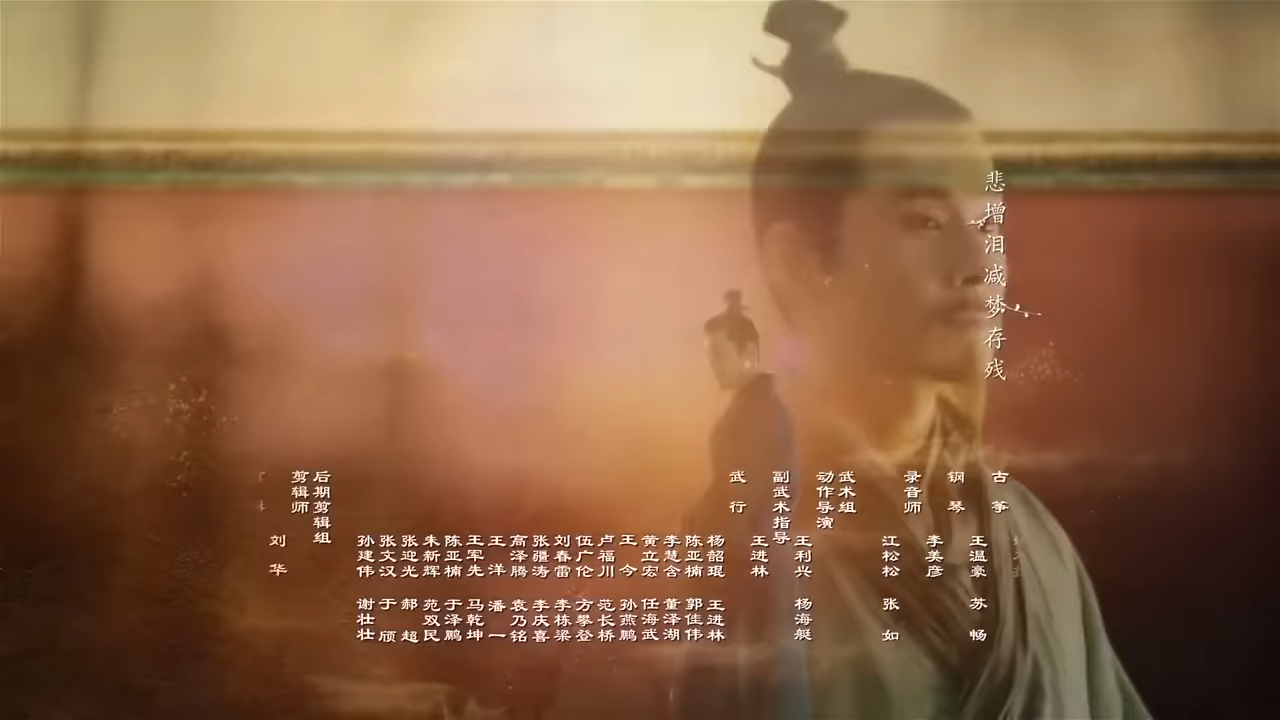 悲增泪减梦存残
古筝
王温豪
苏畅
钢琴
李美彦
录音师
江松松
张如
武术组
动作导演
王利兴
杨海艇
副武术指导
王进林
武行
杨韶琨
王进林
陈亚楠
郭佳伟
李慧含
董泽湖
黄立宏
任海武
王今
孙燕鹏
卢福川
范长桥
伍广伦
方攀登
刘春雷
李栋梁
张疆涛
李庆喜
高泽腾
袁乃铭
王洋
潘一
王军先
马乾坤
陈亚楠
于泽鹏
朱新辉
苑双民
张迎光
郝超
张文汉
于颀
孙建伟
谢壮壮
后期剪辑组
剪辑师
刘华